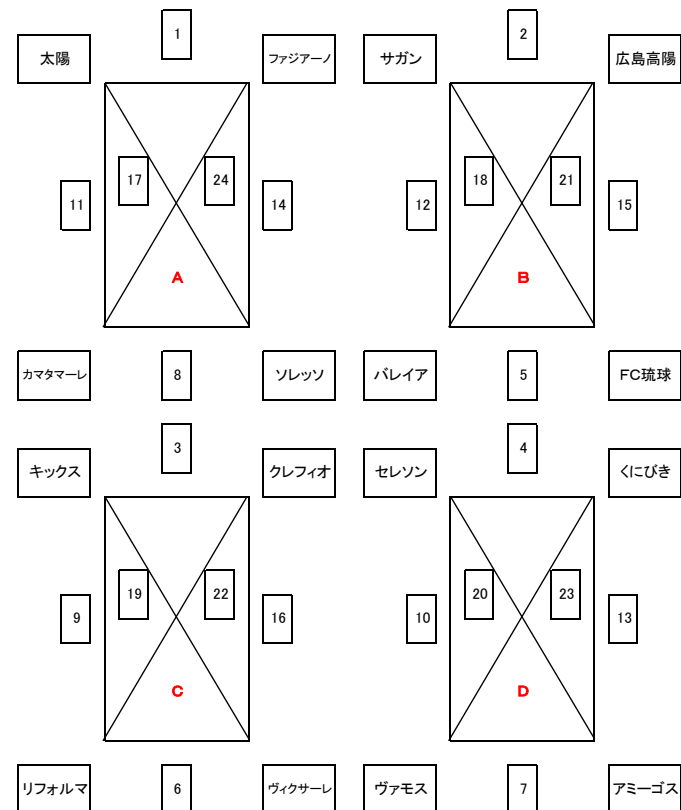 1
2
太陽
ファジアーノ
サガン
広島高陽
17
24
18
21
11
14
12
15
A
B
カマタマーレ
8
ソレッソ
バレイア
5
FC琉球
3
4
キックス
クレフィオ
セレソン
くにびき
19
22
20
23
9
16
10
13
C
D
リフォルマ
6
ヴィクサーレ
ヴァモス
7
アミーゴス